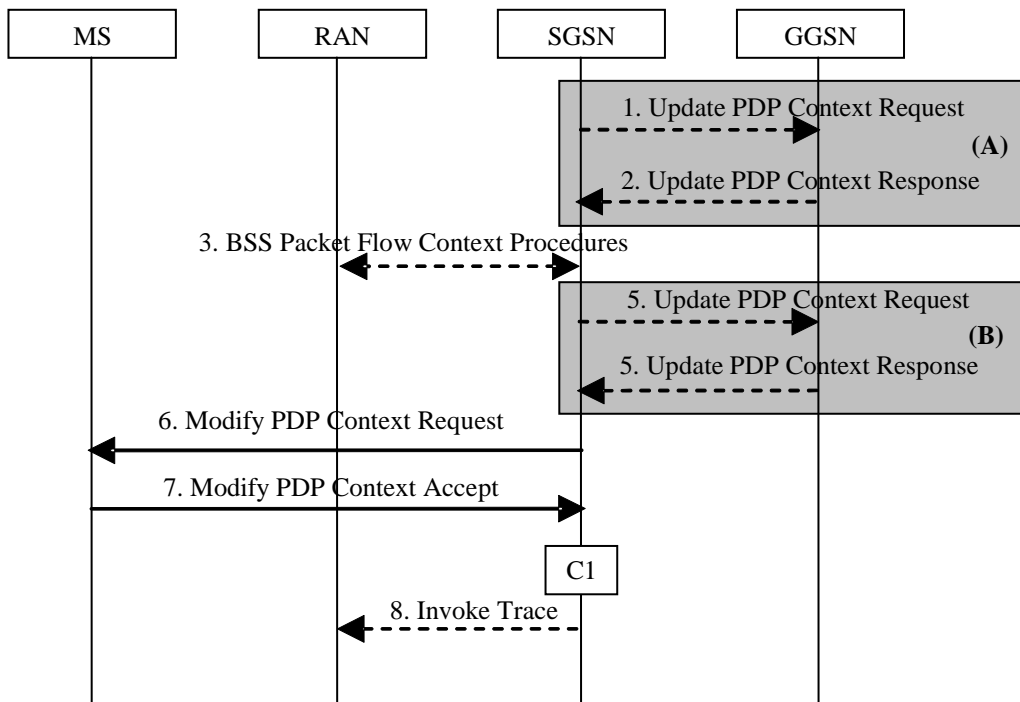 MS
RAN
SGSN
GGSN
1. Update PDP Context Request
(A)
2. Update PDP Context Response
3. BSS Packet Flow Context Procedures
5. Update PDP Context Request
(B)
5. Update PDP Context Response
6. Modify PDP Context Request
7. Modify PDP Context Accept
C1
8. Invoke Trace